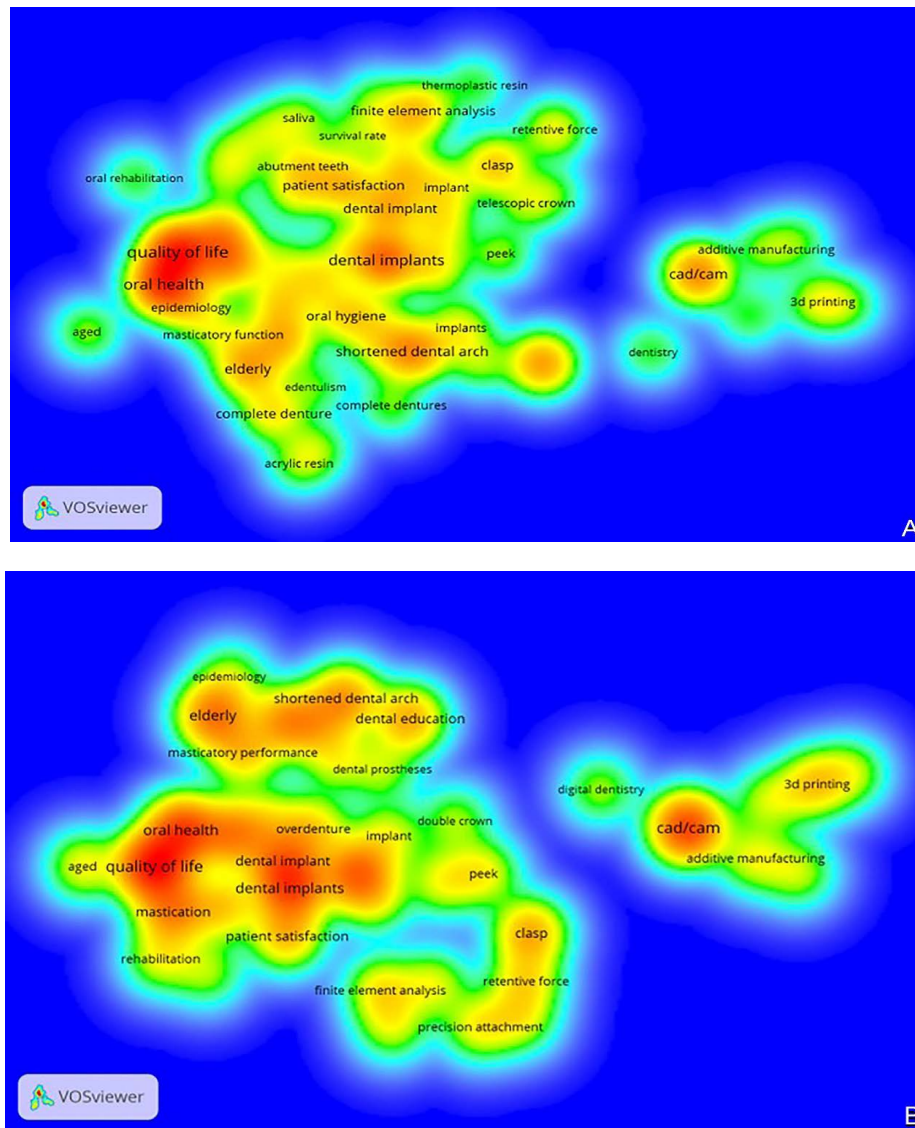 thermoplastic resin
finite element analysis
saliva
survival rate
retentive force
abutment teeth
clasp
oral rehabilitation
patient satisfaction
implant
telescopic crown
dental implant
quality of life
dental implants
peek
additive manufacturing
cad/cam
oral health
epidemiology
oral hygiene
3d printing
aged
masticatory function
implants
shortened dental arch
dentistry
elderly
edentulism
complete denture
complete dentures
acrylic resin
VOSviewer
A
epidemiology
elderly
shortened dental arch
dental education
masticatory performance
dental prostheses
digital dentistry
3d printing
oral health
overdenture
implant
double crown
cad/cam
aged
quality of life
dental implant
additive manufacturing
peek
dental implants
mastication
patient satisfaction
clasp
rehabilitation
finite element analysis
retentive force
precision attachment
VOSviewer
B